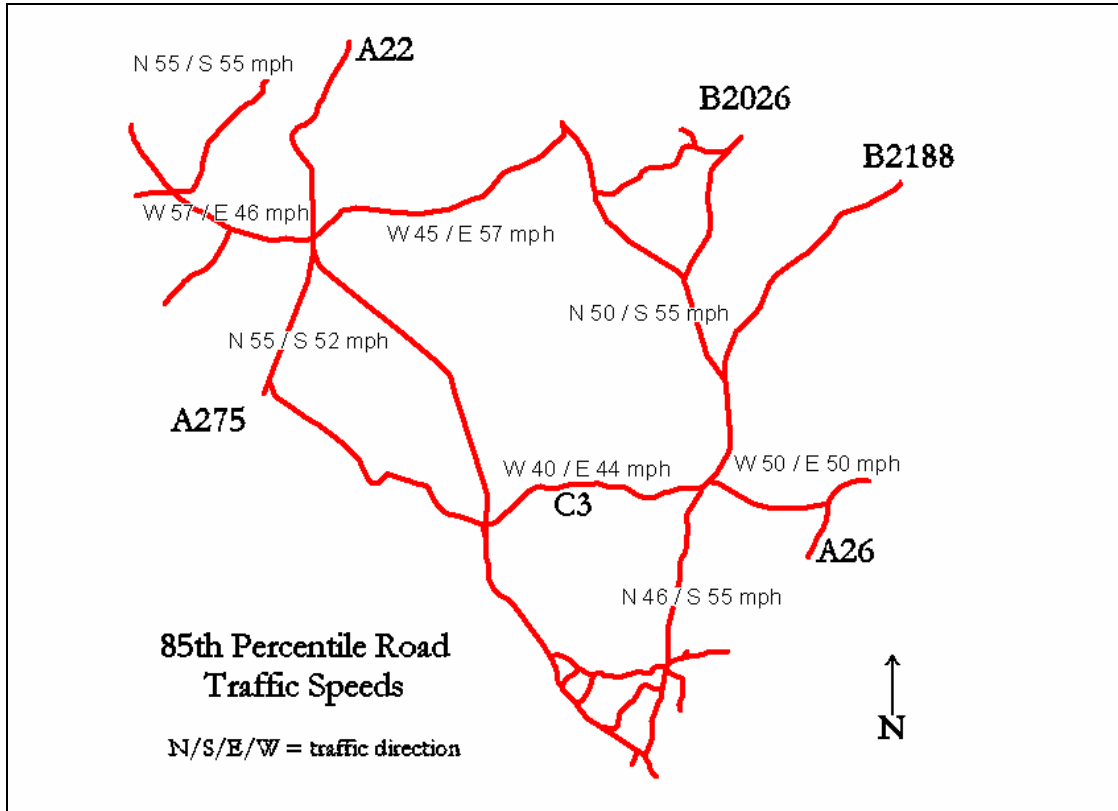 N 55 / S 55 mph
A22
B2026
B2188
W 57 / E 46 mph
W 45 / E 57 mph
N 50 / S 55 mph
N 55 / S 52 mph
A275
W 40 / E 44 mph
W 50 / E 50 mph
C3
A26
N 46 / S 55 mph
85th Percentile Road
Traffic Speeds
N
N/S/E/W = traffic direction